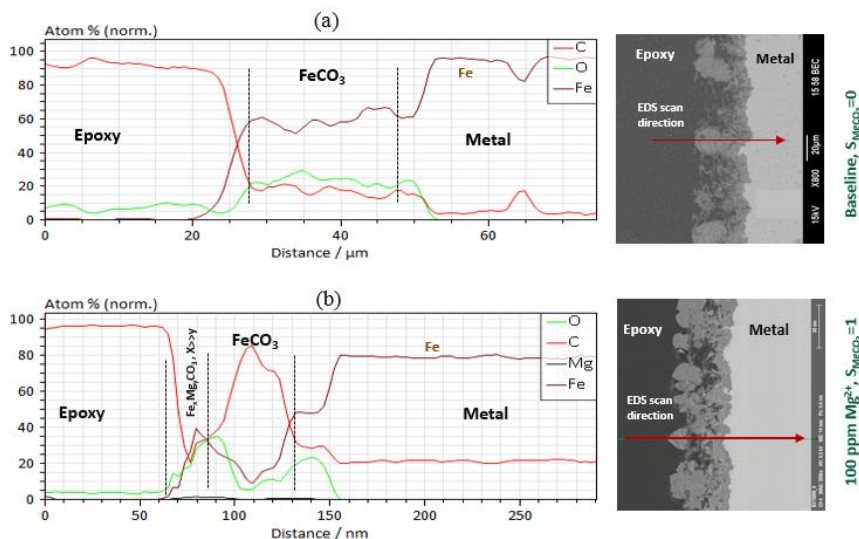 (a)
Atom % (norm.)
C
O
Fe
100
80
60
40
20
0
FeCO₃
Fe
Epoxy
Metal
0 20 40 60
Distance / µm
Epoxy
Metal
EDS scan
direction
15 58 BEC
20µm
X800
15kV
Baseline, S_MeCO₃=0
(b)
Atom % (norm.)
O
C
Mg
Fe
100
80
60
40
20
0
FeₓMgᵧCO₃, X>>y
FeCO₃
Fe
Epoxy
Metal
0 50 100 150 200 250
Distance / nm
Epoxy
Metal
EDS scan
direction
100 ppm Mg²⁺, S_MeCO₃=1